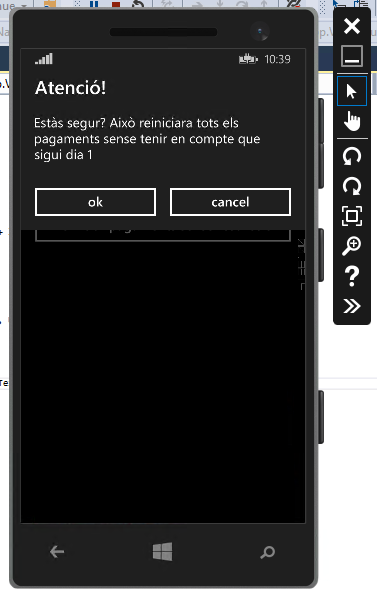 10:39
Atenció!
Estàs segur? Això reiniciara tots els
pagaments sense tenir en compte que
sigui dia 1
ok
cancel